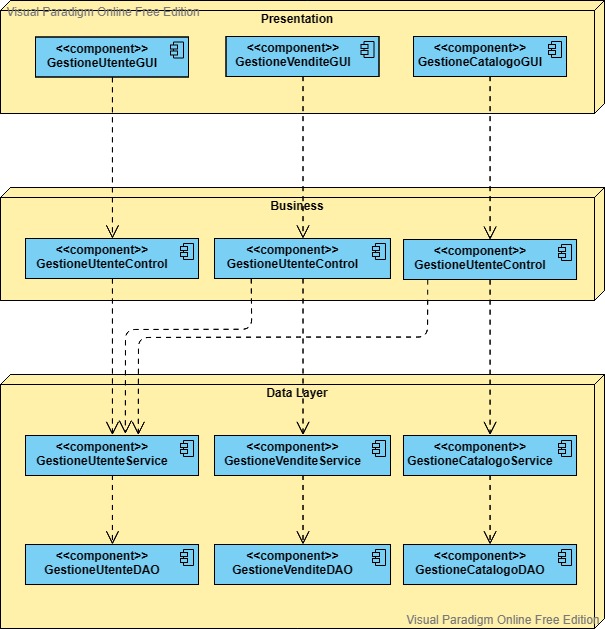 Visual Paradigm Online Free Edition
Presentation
<<component>>
GestioneUtenteGUI
<<component>>
GestioneVenditeGUI
<<component>>
GestioneCatalogoGUI
Business
<<component>>
GestioneUtenteControl
<<component>>
GestioneUtenteControl
<<component>>
GestioneUtenteControl
Data Layer
<<component>>
GestioneUtenteService
<<component>>
GestioneVenditeService
<<component>>
GestioneCatalogoService
<<component>>
GestioneUtenteDAO
<<component>>
GestioneVenditeDAO
<<component>>
GestioneCatalogoDAO
Visual Paradigm Online Free Edition